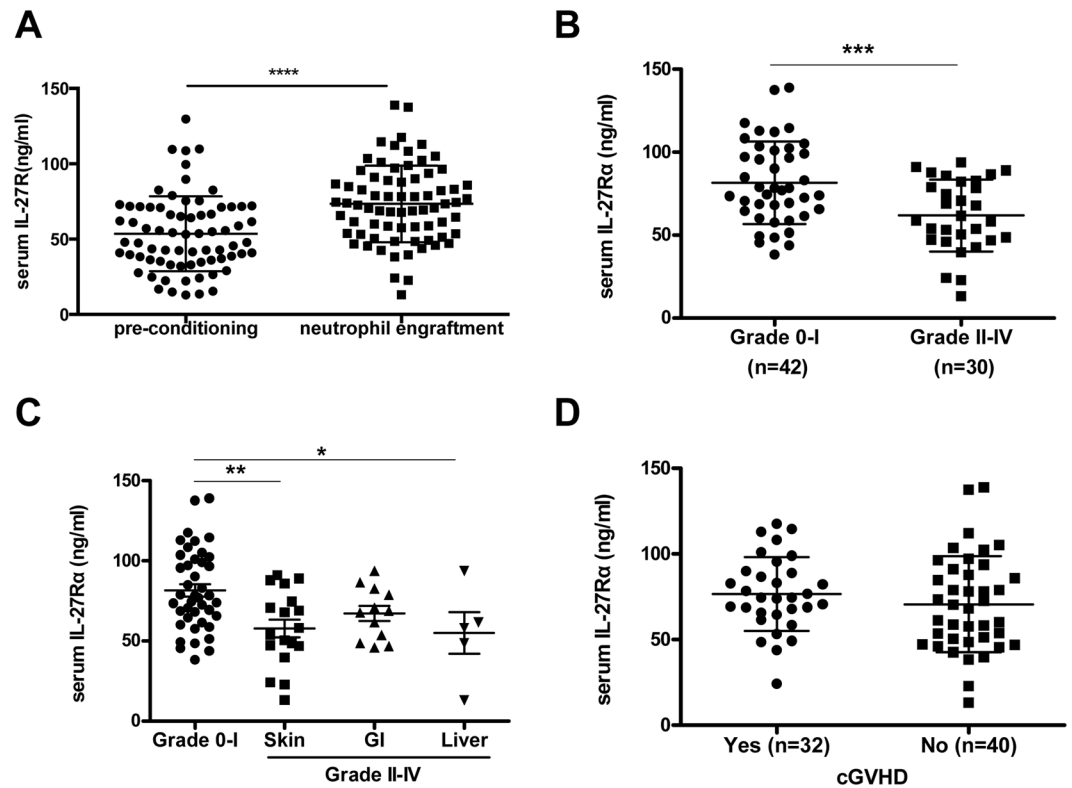 A
****
serum IL-27R(ng/ml)
150
100
50
0
pre-conditioning
neutrophil engraftment
B
***
serum IL-27Rα (ng/ml)
150
100
50
0
Grade 0-I
(n=42)
Grade II-IV
(n=30)
C
*
**
serum IL-27Rα (ng/ml)
150
100
50
0
Grade 0-I
Skin
GI
Liver
Grade II-IV
D
serum IL-27Rα (ng/ml)
150
100
50
0
Yes (n=32)
No (n=40)
cGVHD